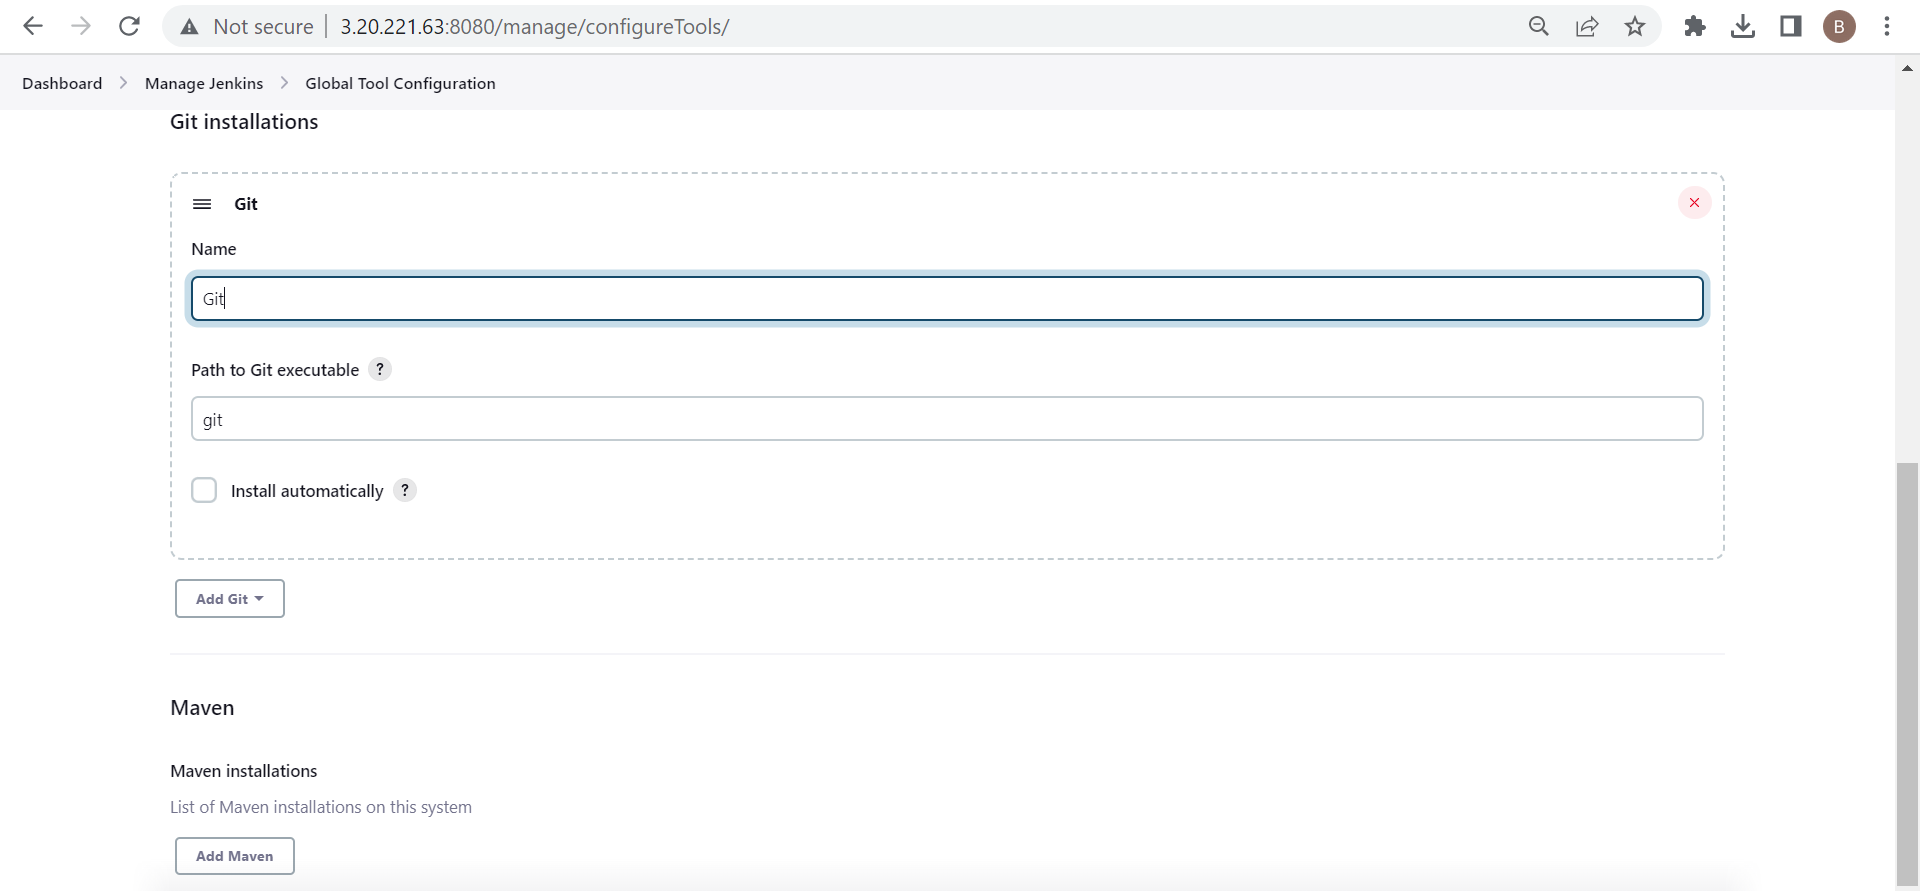 Not secure 3.20.221.63:8080/manage/configureTools/ B
Dashboard Manage Jenkins Global Tool Configuration
Git installations
Git
Name
Git
Path to Git executable ?
git
Install automatically ?
Add Git
Maven
Maven installations
List of Maven installations on this system
Add Maven